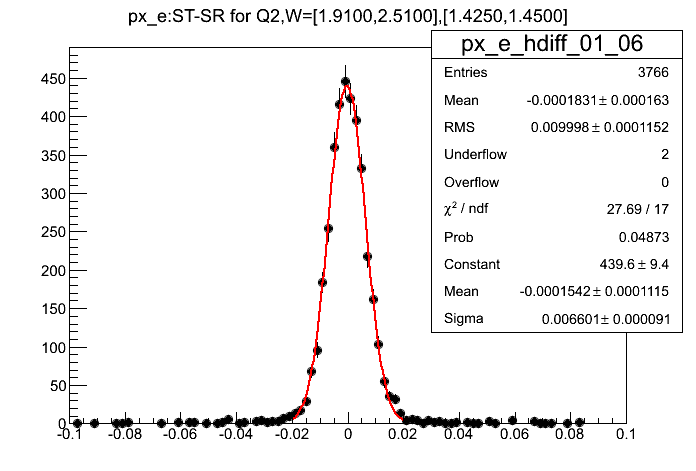 px_e:ST-SR for Q2,W=[1.9100,2.5100],[1.4250,1.4500]
px_e_hdiff_01_06
Entries 3766
Mean -0.0001831 ± 0.000163
RMS 0.009998 ± 0.0001152
Underflow 2
Overflow 0
χ² / ndf 27.69 / 17
Prob 0.04873
Constant 439.6 ± 9.4
Mean -0.0001542 ± 0.0001115
Sigma 0.006601 ± 0.000091
450
400
350
300
250
200
150
100
50
0
-0.1 -0.08 -0.06 -0.04 -0.02 0 0.02 0.04 0.06 0.08 0.1